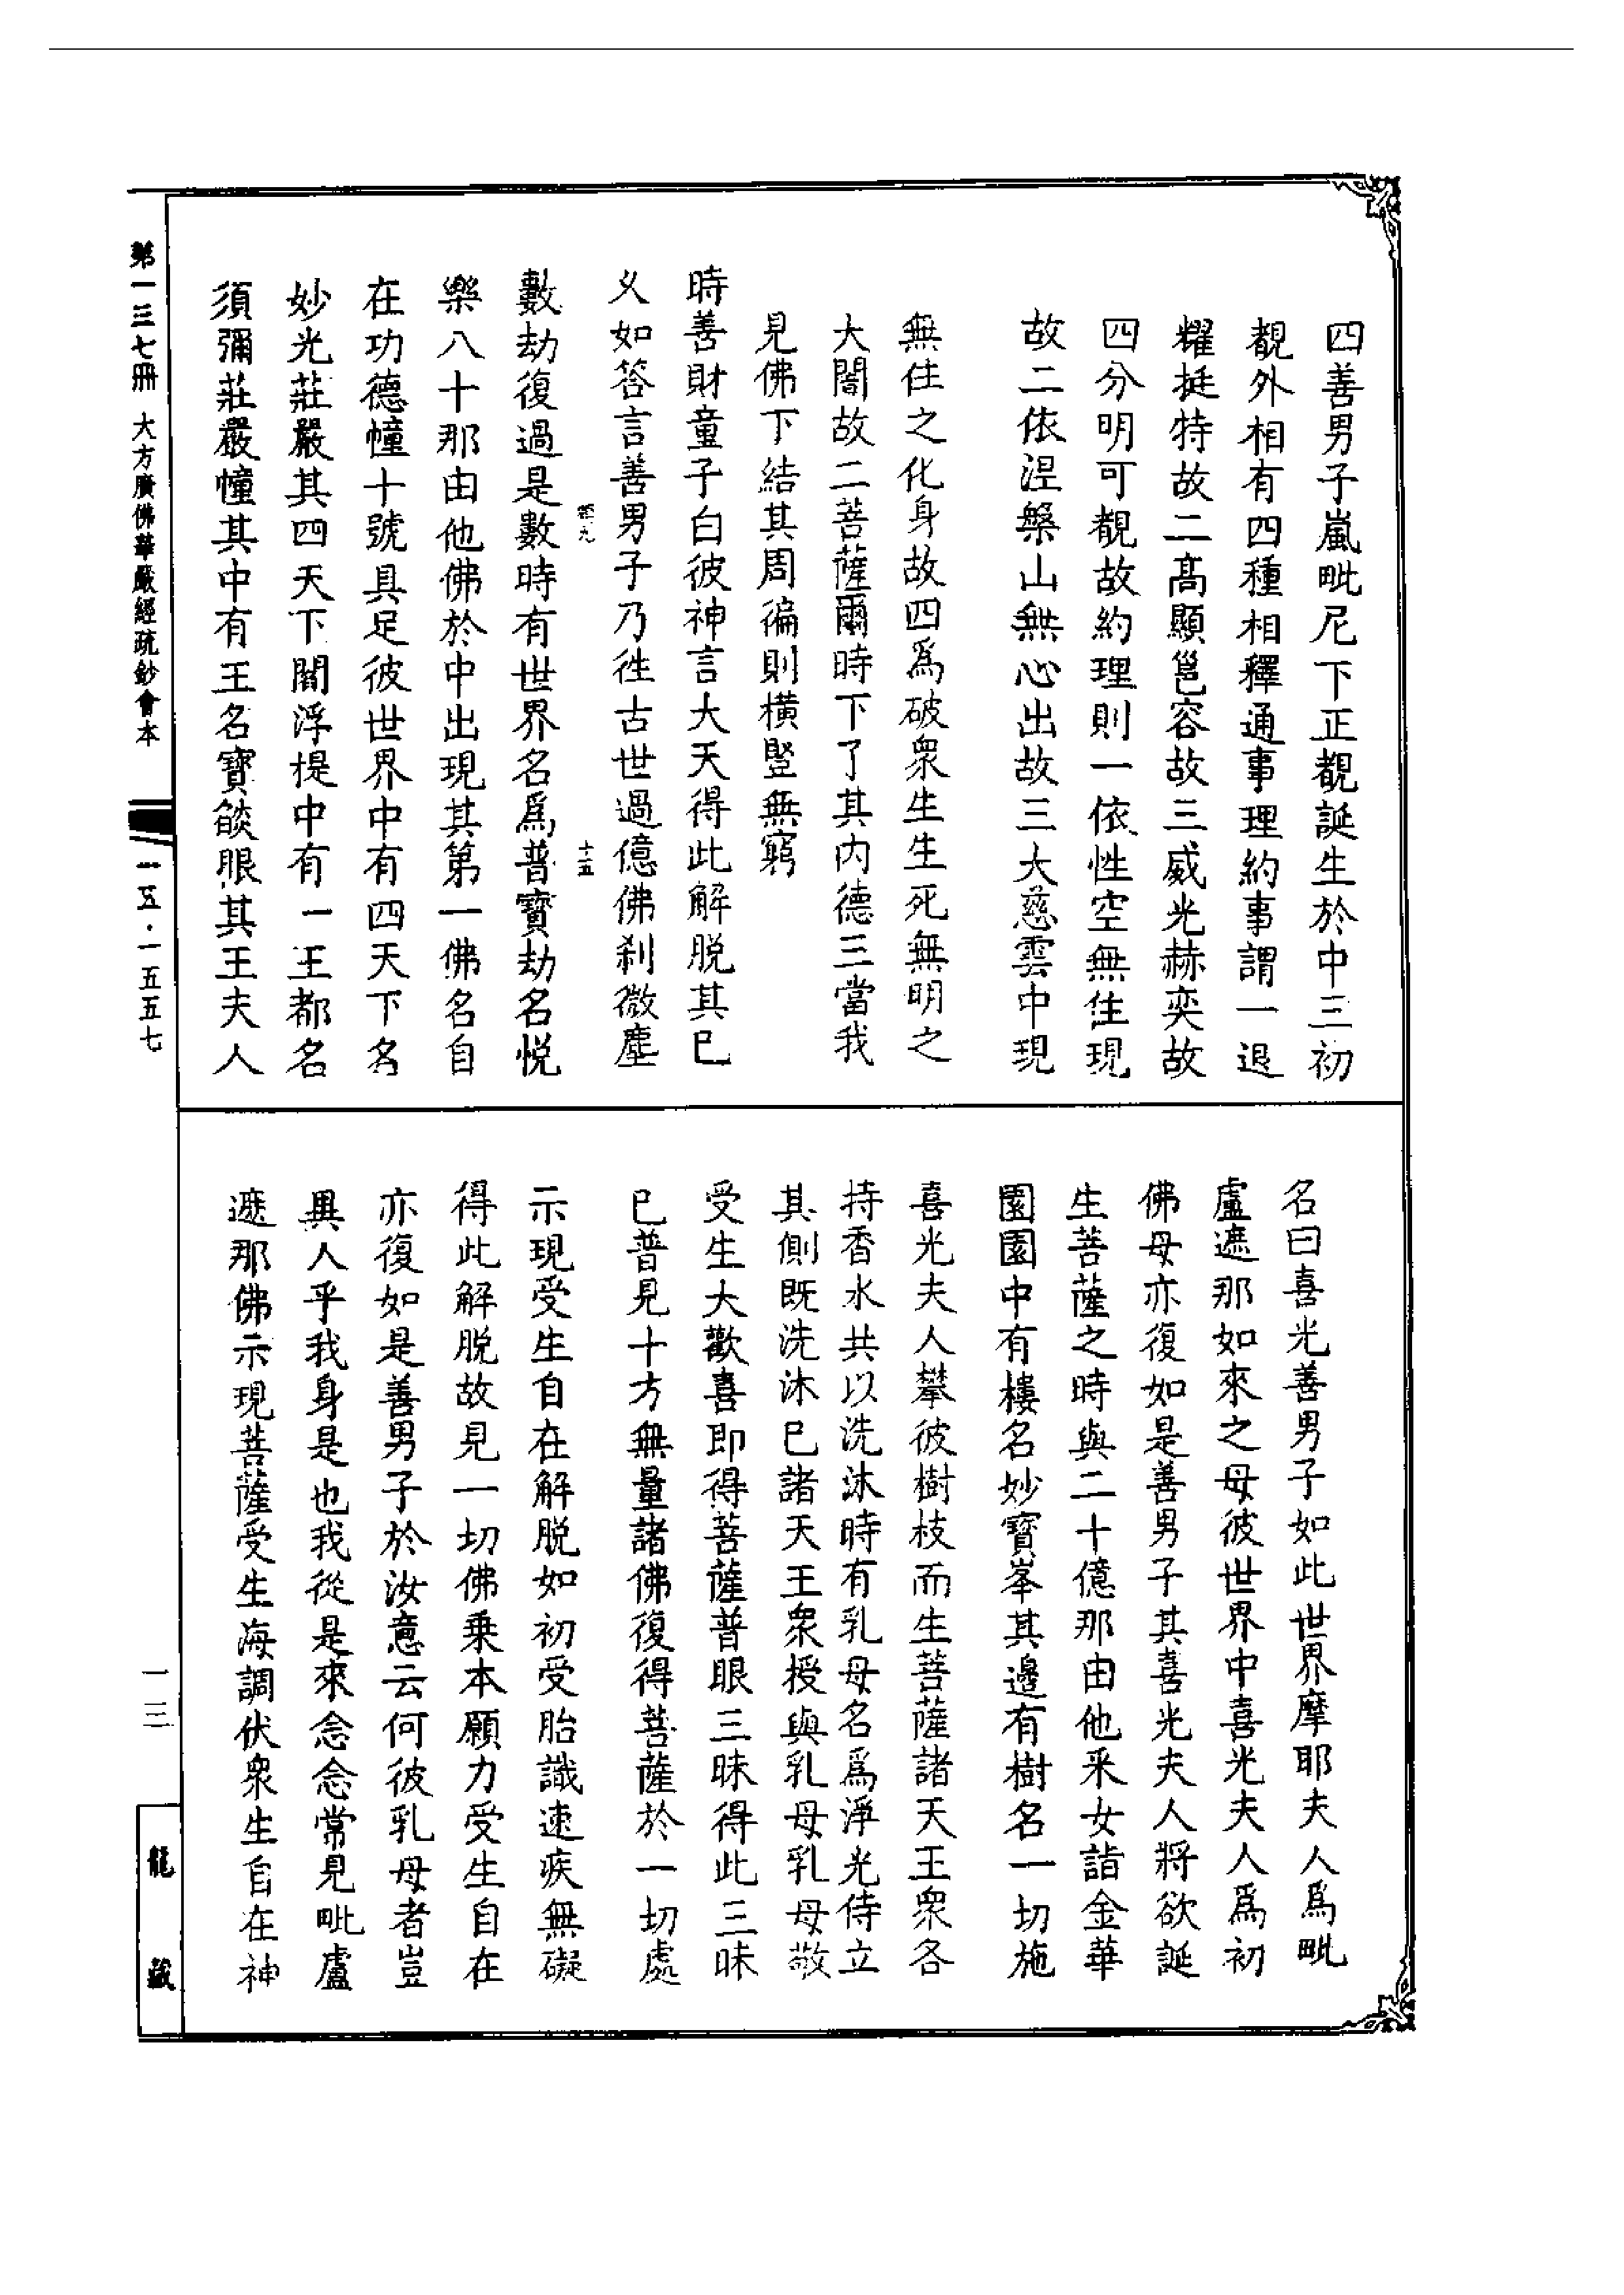 四善男子嵐毗尼下正覩誕生於中三初
覩外相有四種相釋通事理約事謂一退
耀挺特故二高顯邕容故三威光赫奕故
四分明可覩故約理則一依性空無住現
故二依涅槃山無心出故三大慈雲中現
無住之化身故四為破衆生生死無明之
大闇故二菩薩爾時下了其内德三當我
見佛下結其周徧則橫豎無窮
時善財童子白彼神言大天得此解脫其已
乆如答言善男子乃徃古世過億佛刹微塵
數劫復過是數時有世界名為普寶劫名悦
樂八十那由他佛於中出現其第一佛名自
在功德幢十號具足彼世界中有四天下名
妙光莊嚴其四天下閻浮提中有一王都名
須彌莊嚴幢其中有王名寶燄眼其王夫人
名曰喜光善男子如此世界摩耶夫人為毗
盧遮那如來之母彼世界中喜光夫人為初
佛母亦復如是善男子其喜光夫人將欲誕
生菩薩之時與二十億那由他采女詣金華
園園中有樓名妙寶峯其邊有樹名一切施
喜光夫人攀彼樹枝而生菩薩諸天王衆各
持香水共以洗沐時有乳母名為淨光侍立
其側既洗沐已諸天王衆授與乳母乳母敬
受生大歡喜即得菩薩普眼三昧得此三昧
已普見十方無量諸佛復得菩薩於一切處
示現受生自在解脫如初受胎識速疾無礙
得此解脫故見一切佛乗本願力受生自在
亦復如是善男子於汝意云何彼乳母者豈
異人乎我身是也我從是來念念常見毗盧
遮那佛示現菩薩受生海調伏衆生自在神
第一三七冊 大方廣佛華嚴經疏鈔會本
一五·一五五七
一三
龍藏
十五